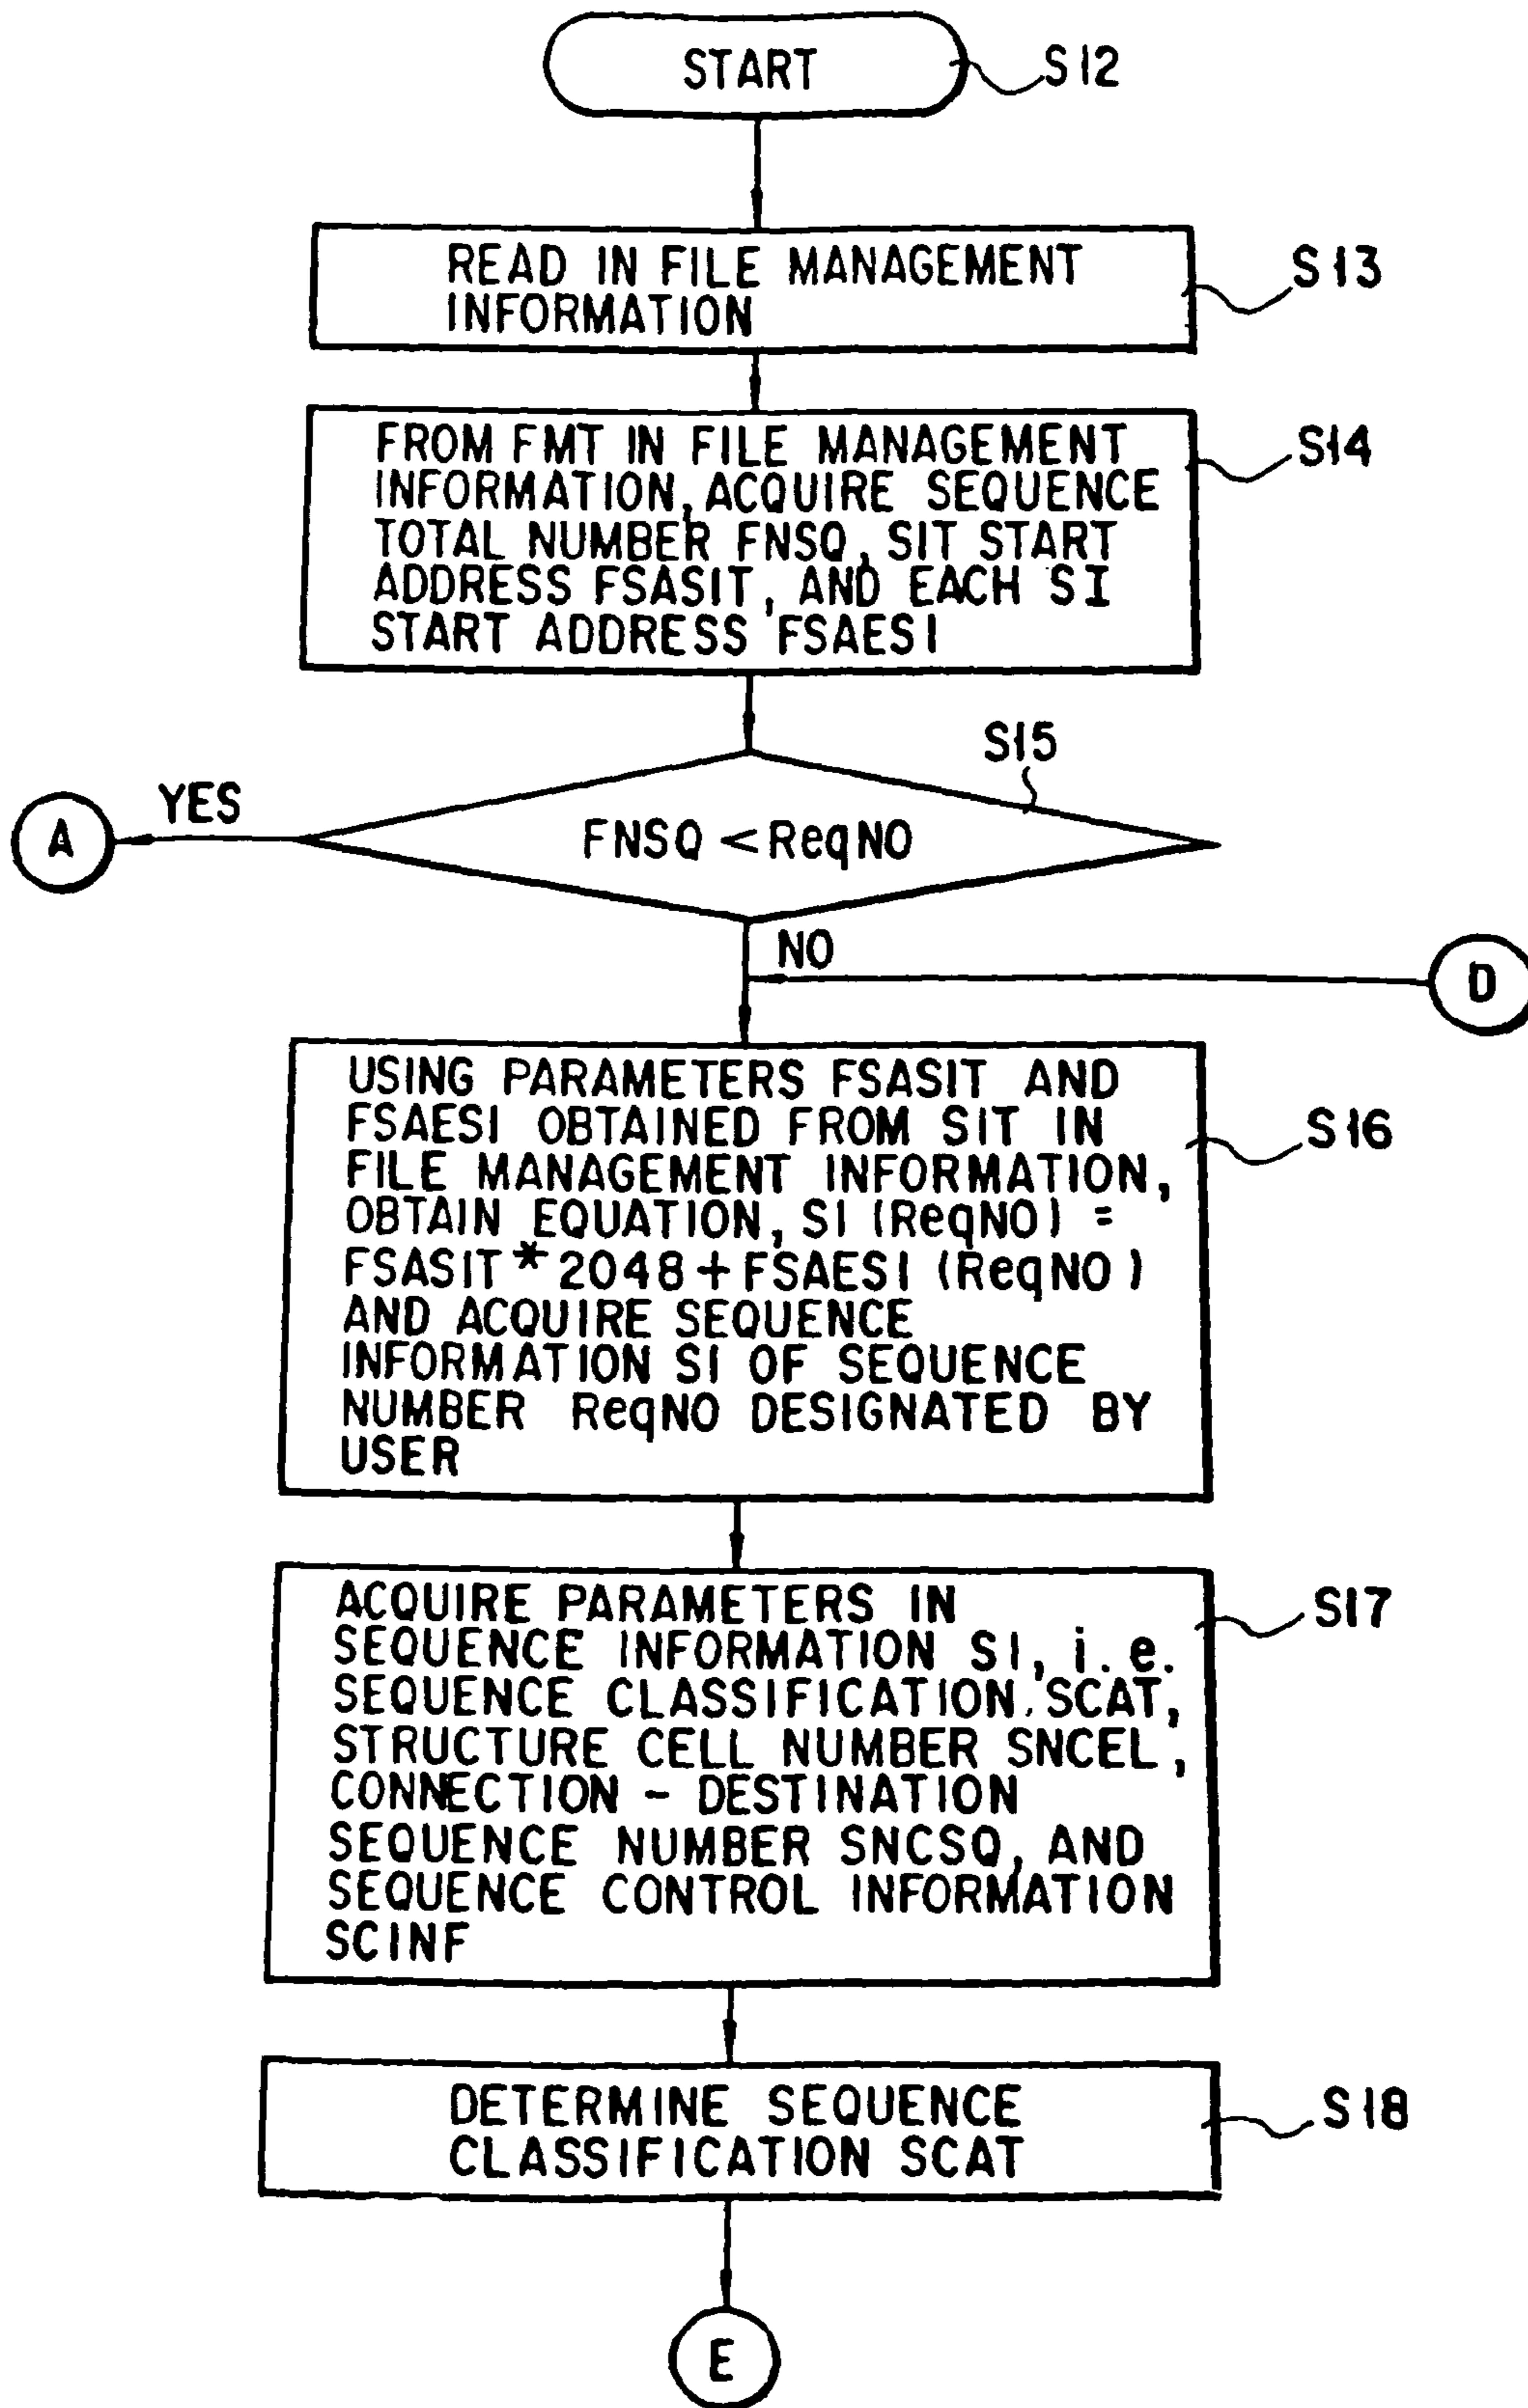 START
S12
READ IN FILE MANAGEMENT
INFORMATION
S13
FROM FMT IN FILE MANAGEMENT
INFORMATION, ACQUIRE SEQUENCE
TOTAL NUMBER FNSQ, SIT START
ADDRESS FSASIT, AND EACH SI
START ADDRESS FSAESI
S14
S15
YES
A
FNSQ < ReqNO
NO
D
USING PARAMETERS FSASIT AND
FSAESI OBTAINED FROM SIT IN
FILE MANAGEMENT INFORMATION,
OBTAIN EQUATION, SI (ReqNO) =
FSASIT * 2048 + FSAESI (ReqNO)
AND ACQUIRE SEQUENCE
INFORMATION SI OF SEQUENCE
NUMBER ReqNO DESIGNATED BY
USER
S16
ACQUIRE PARAMETERS IN
SEQUENCE INFORMATION SI, i.e.
SEQUENCE CLASSIFICATION SCAT,
STRUCTURE CELL NUMBER SNCEL,
CONNECTION - DESTINATION
SEQUENCE NUMBER SNCSQ, AND
SEQUENCE CONTROL INFORMATION
SCINF
S17
DETERMINE SEQUENCE
CLASSIFICATION SCAT
S18
E